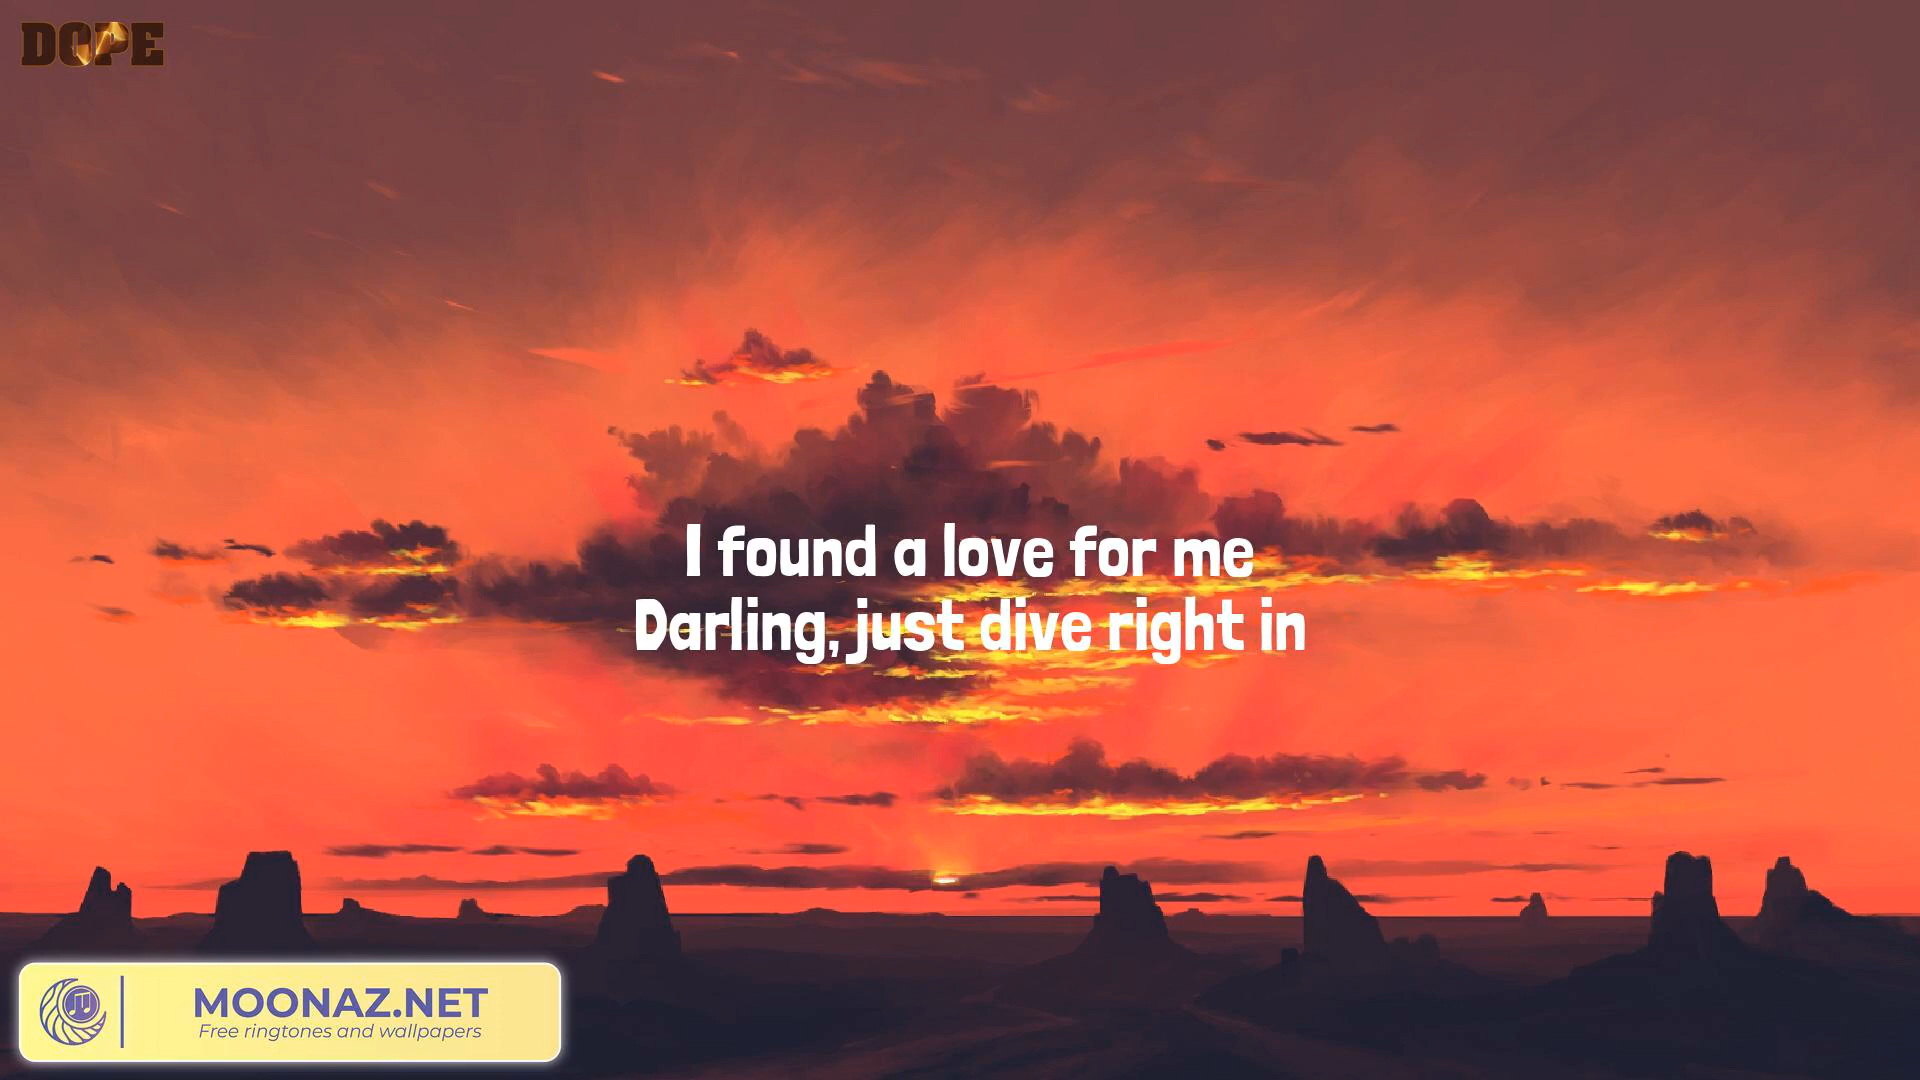 DOPE
I found a love for me
Darling, just dive right in
MOONAZ.NET
Free ringtones and wallpapers